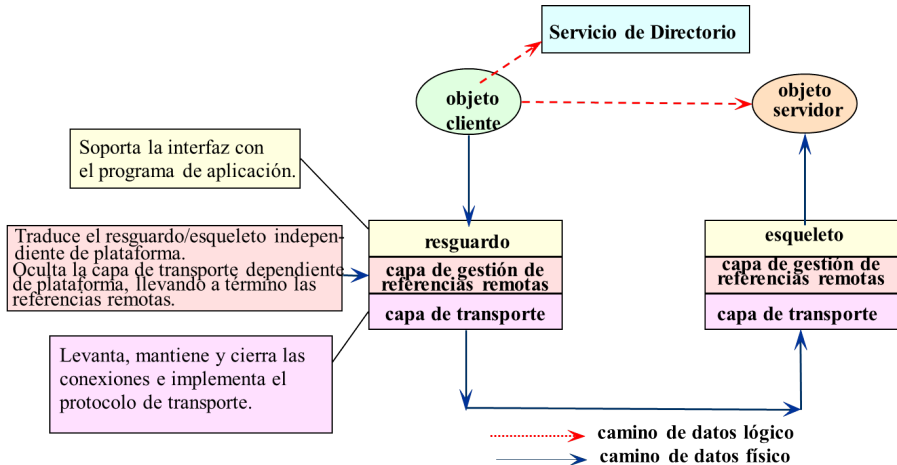 Servicio de Directorio
objeto
cliente
objeto
servidor
Soporta la interfaz con
el programa de aplicación.
Traduce el resguardo/esqueleto indepen-
diente de plataforma.
Oculta la capa de transporte dependiente
de plataforma, llevando a término las
referencias remotas.
resguardo
capa de gestión de
referencias remotas
capa de transporte
esqueleto
capa de gestión de
referencias remotas
capa de transporte
Levanta, mantiene y cierra las
conexiones e implementa el
protocolo de transporte.
camino de datos lógico
camino de datos físico